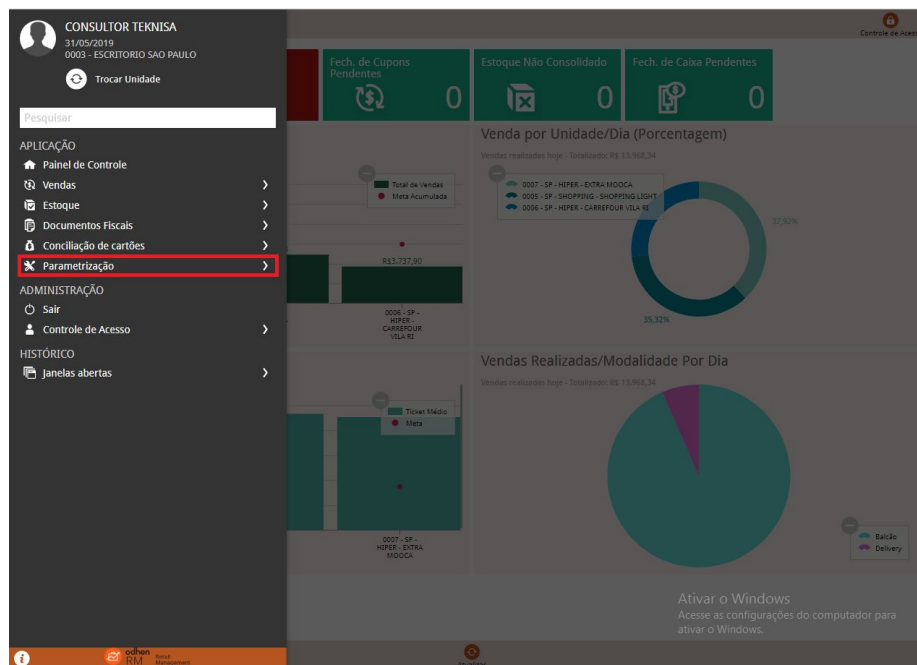 CONSULTOR TEKNISA
31/05/2019
0003 - ESCRITORIO SAO PAULO
Trocar Unidade
Pesquisar
APLICAÇÃO
Painel de Controle
Vendas
Estoque
Documentos Fiscais
Conciliação de cartões
Parametrização
ADMINISTRAÇÃO
Sair
Controle de Acesso
HISTÓRICO
Janelas abertas
odhen
RM
Retail
Management
Controle de Aces
Fech. de Cupons
Pendentes
0
Estoque Não Consolidado
0
Fech. de Caixa Pendentes
0
Total de Vendas
Meta Acumulada
R$3.737,90
0006 - SP -
HIPER -
CARREFOUR
VILA RI
Venda por Unidade/Dia (Porcentagem)
Vendas realizadas hoje - Totalizado: R$ 13.968,34
0007 - SP - HIPER - EXTRA MOOCA
0005 - SP - SHOPPING - SHOPPING LIGHT
0006 - SP - HIPER - CARREFOUR VILA RI
37,92%
35,32%
Ticket Médio
Meta
0007 - SP -
HIPER - EXTRA
MOOCA
Vendas Realizadas/Modalidade Por Dia
Vendas realizadas hoje - Totalizado: R$ 13.968,34
Balcão
Delivery
Ativar o Windows
Acesse as configurações do computador para
ativar o Windows.